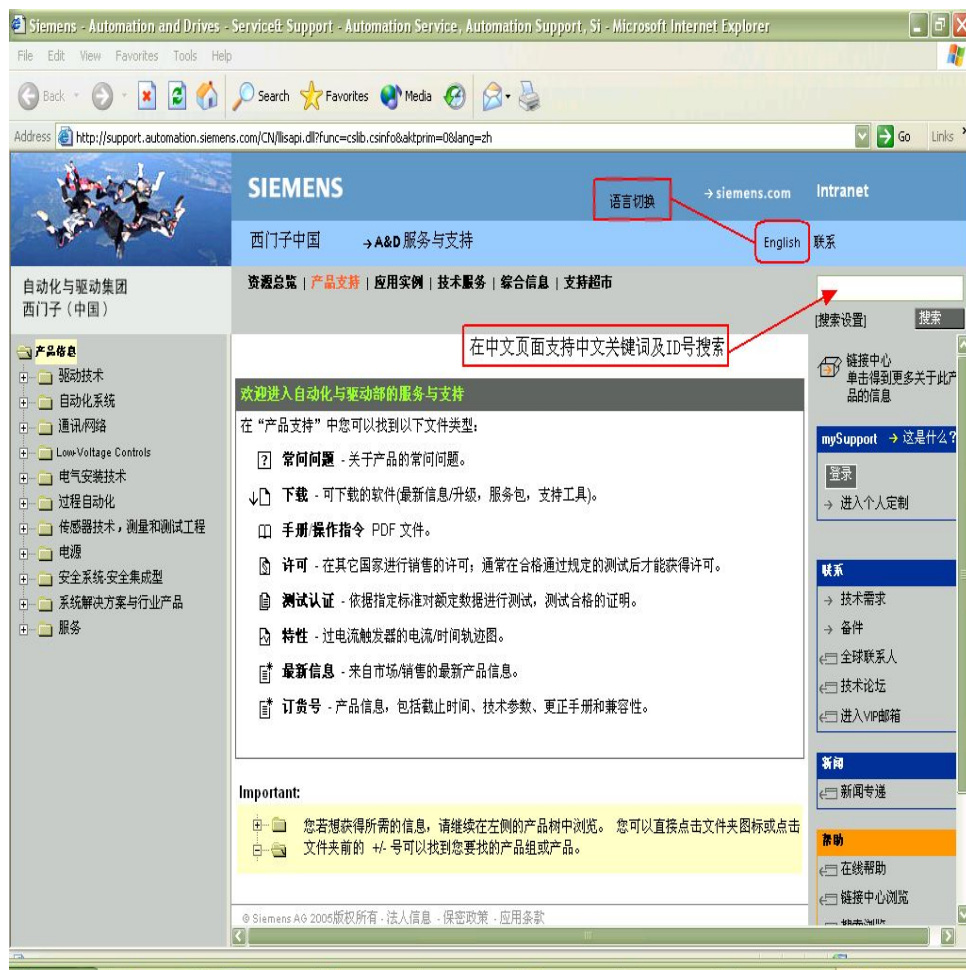 Siemens - Automation and Drives - Service& Support - Automation Service, Automation Support, Si - Microsoft Internet Explorer
File Edit View Favorites Tools Help
Back Search Favorites Media
Address http://support.automation.siemens.com/CN/llisapi.dll?func=cslib.csinfo&aktprim=0&lang=zh Go Links
SIEMENS
语言切换
→siemens.com
Intranet
西门子中国 →A&D服务与支持 English 联系
自动化与驱动集团
西门子(中国)
资源总览 | 产品支持 | 应用实例 | 技术服务 | 综合信息 | 支持超市
[搜索设置] 搜索
在中文页面支持中文关键词及ID号搜索
产品信息
驱动技术
自动化系统
通讯/网络
Low-Voltage Controls
电气安装技术
过程自动化
传感器技术,测量和测试工程
电源
安全系统-安全集成型
系统解决方案与行业产品
服务
欢迎进入自动化与驱动部的服务与支持
在“产品支持”中您可以找到以下文件类型:
常问问题 - 关于产品的常问问题。
下载 - 可下载的软件(最新信息/升级,服务包,支持工具)。
手册/操作指令 PDF 文件。
许可 - 在其它国家进行销售的许可;通常在合格通过规定的测试后才能获得许可。
测试认证 - 依据指定标准对额定数据进行测试,测试合格的证明。
特性 - 过电流触发器的电流/时间轨迹图。
最新信息 - 来自市场/销售的最新产品信息。
订货号 - 产品信息,包括截止时间、技术参数、更正手册和兼容性。
Important:
您若想获得所需的信息,请继续在左侧的产品树中浏览。 您可以直接点击文件夹图标或点击
文件夹前的 +/- 号可以找到您要找的产品组或产品。
© Siemens AG 2005版权所有 - 法人信息 - 保密政策 - 应用条款
链接中心
单击得到更多关于此产
品的信息
mySupport → 这是什么?
登录
→ 进入个人定制
联系
→ 技术需求
→ 备件
全球联系人
技术论坛
进入VIP邮箱
新闻
新闻专递
帮助
在线帮助
链接中心浏览